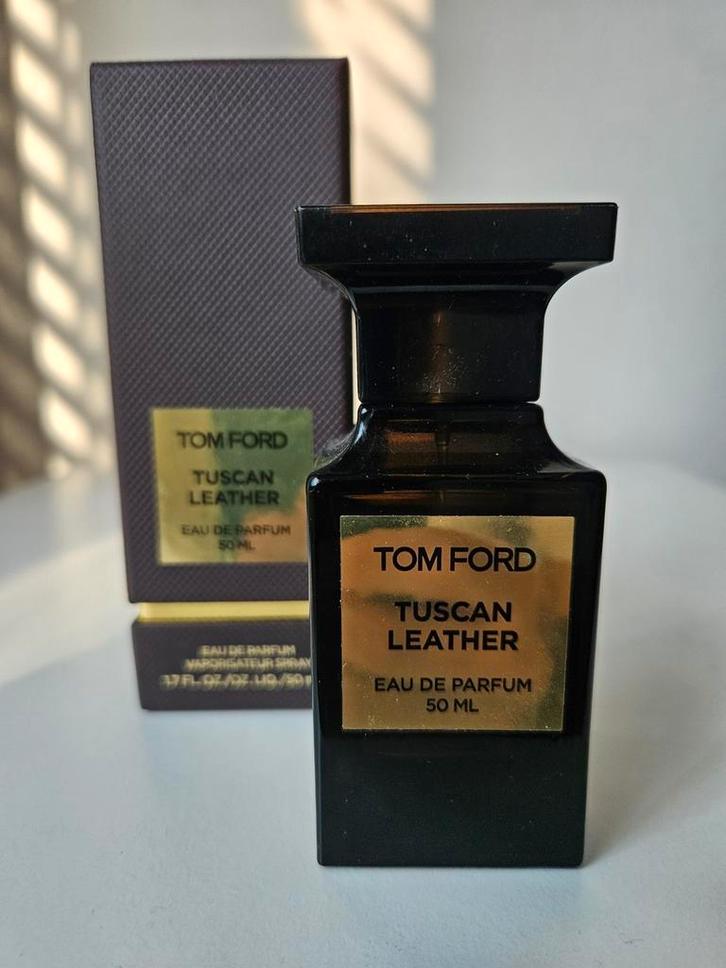 TOM FORD
TUSCAN
LEATHER
EAU DE PARFUM
50 ML
EAU DE PARFUM
VAPORISATEUR SPRAY
1.7 FL. OZ./OZ. LIQ./50
TOM FORD
TUSCAN
LEATHER
EAU DE PARFUM
50 ML